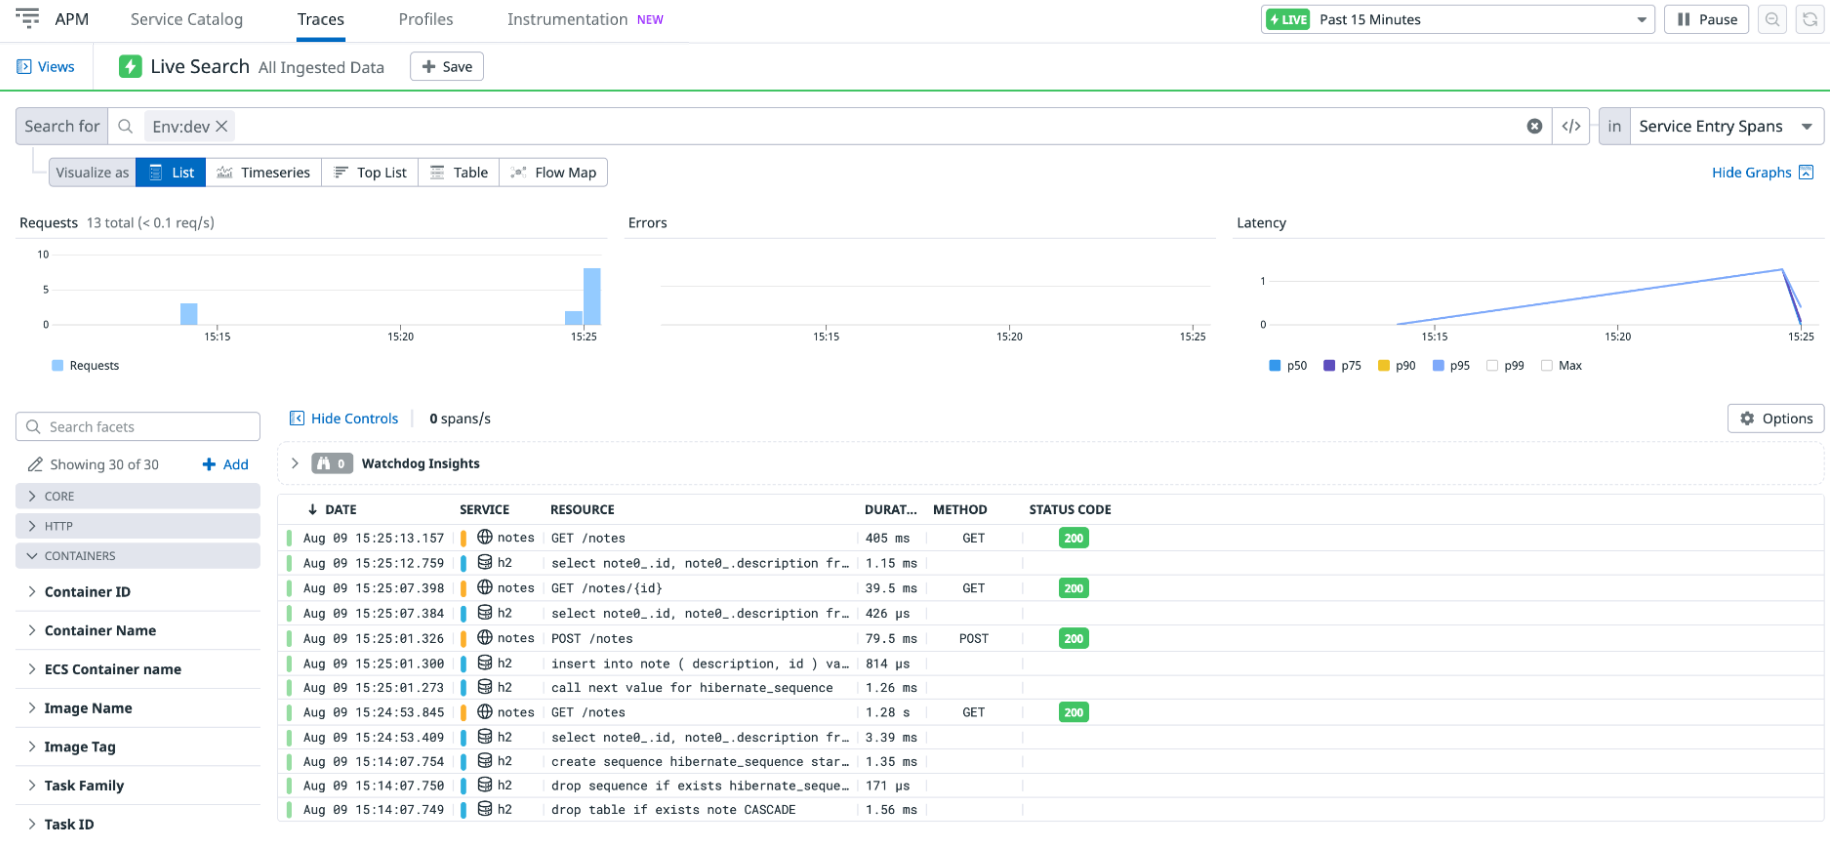 APM Service Catalog Traces Profiles Instrumentation NEW LIVE Past 15 Minutes Pause
Views Live Search All Ingested Data + Save
Search for Env:dev </> in Service Entry Spans
Visualize as List Timeseries Top List Table Flow Map Hide Graphs
Requests 13 total (< 0.1 req/s)
10
5
0
15:15 15:20 15:25
Requests
Errors
15:15 15:20 15:25
Latency
1
0
15:15 15:20 15:25
p50 p75 p90 p95 p99 Max
Search facets
Showing 30 of 30 + Add
CORE
HTTP
CONTAINERS
Container ID
Container Name
ECS Container name
Image Name
Image Tag
Task Family
Task ID
Hide Controls 0 spans/s Options
0 Watchdog Insights
DATE SERVICE RESOURCE DURAT... METHOD STATUS CODE
Aug 09 15:25:13.157 notes GET /notes 405 ms GET 200
Aug 09 15:25:12.759 h2 select note0_.id, note0_.description fr... 1.15 ms
Aug 09 15:25:07.398 notes GET /notes/{id} 39.5 ms GET 200
Aug 09 15:25:07.384 h2 select note0_.id, note0_.description fr... 426 µs
Aug 09 15:25:01.326 notes POST /notes 79.5 ms POST 200
Aug 09 15:25:01.300 h2 insert into note ( description, id ) va... 814 µs
Aug 09 15:25:01.273 h2 call next value for hibernate_sequence 1.26 ms
Aug 09 15:24:53.845 notes GET /notes 1.28 s GET 200
Aug 09 15:24:53.409 h2 select note0_.id, note0_.description fr... 3.39 ms
Aug 09 15:14:07.754 h2 create sequence hibernate_sequence star... 1.35 ms
Aug 09 15:14:07.750 h2 drop sequence if exists hibernate_seque... 171 µs
Aug 09 15:14:07.749 h2 drop table if exists note CASCADE 1.56 ms